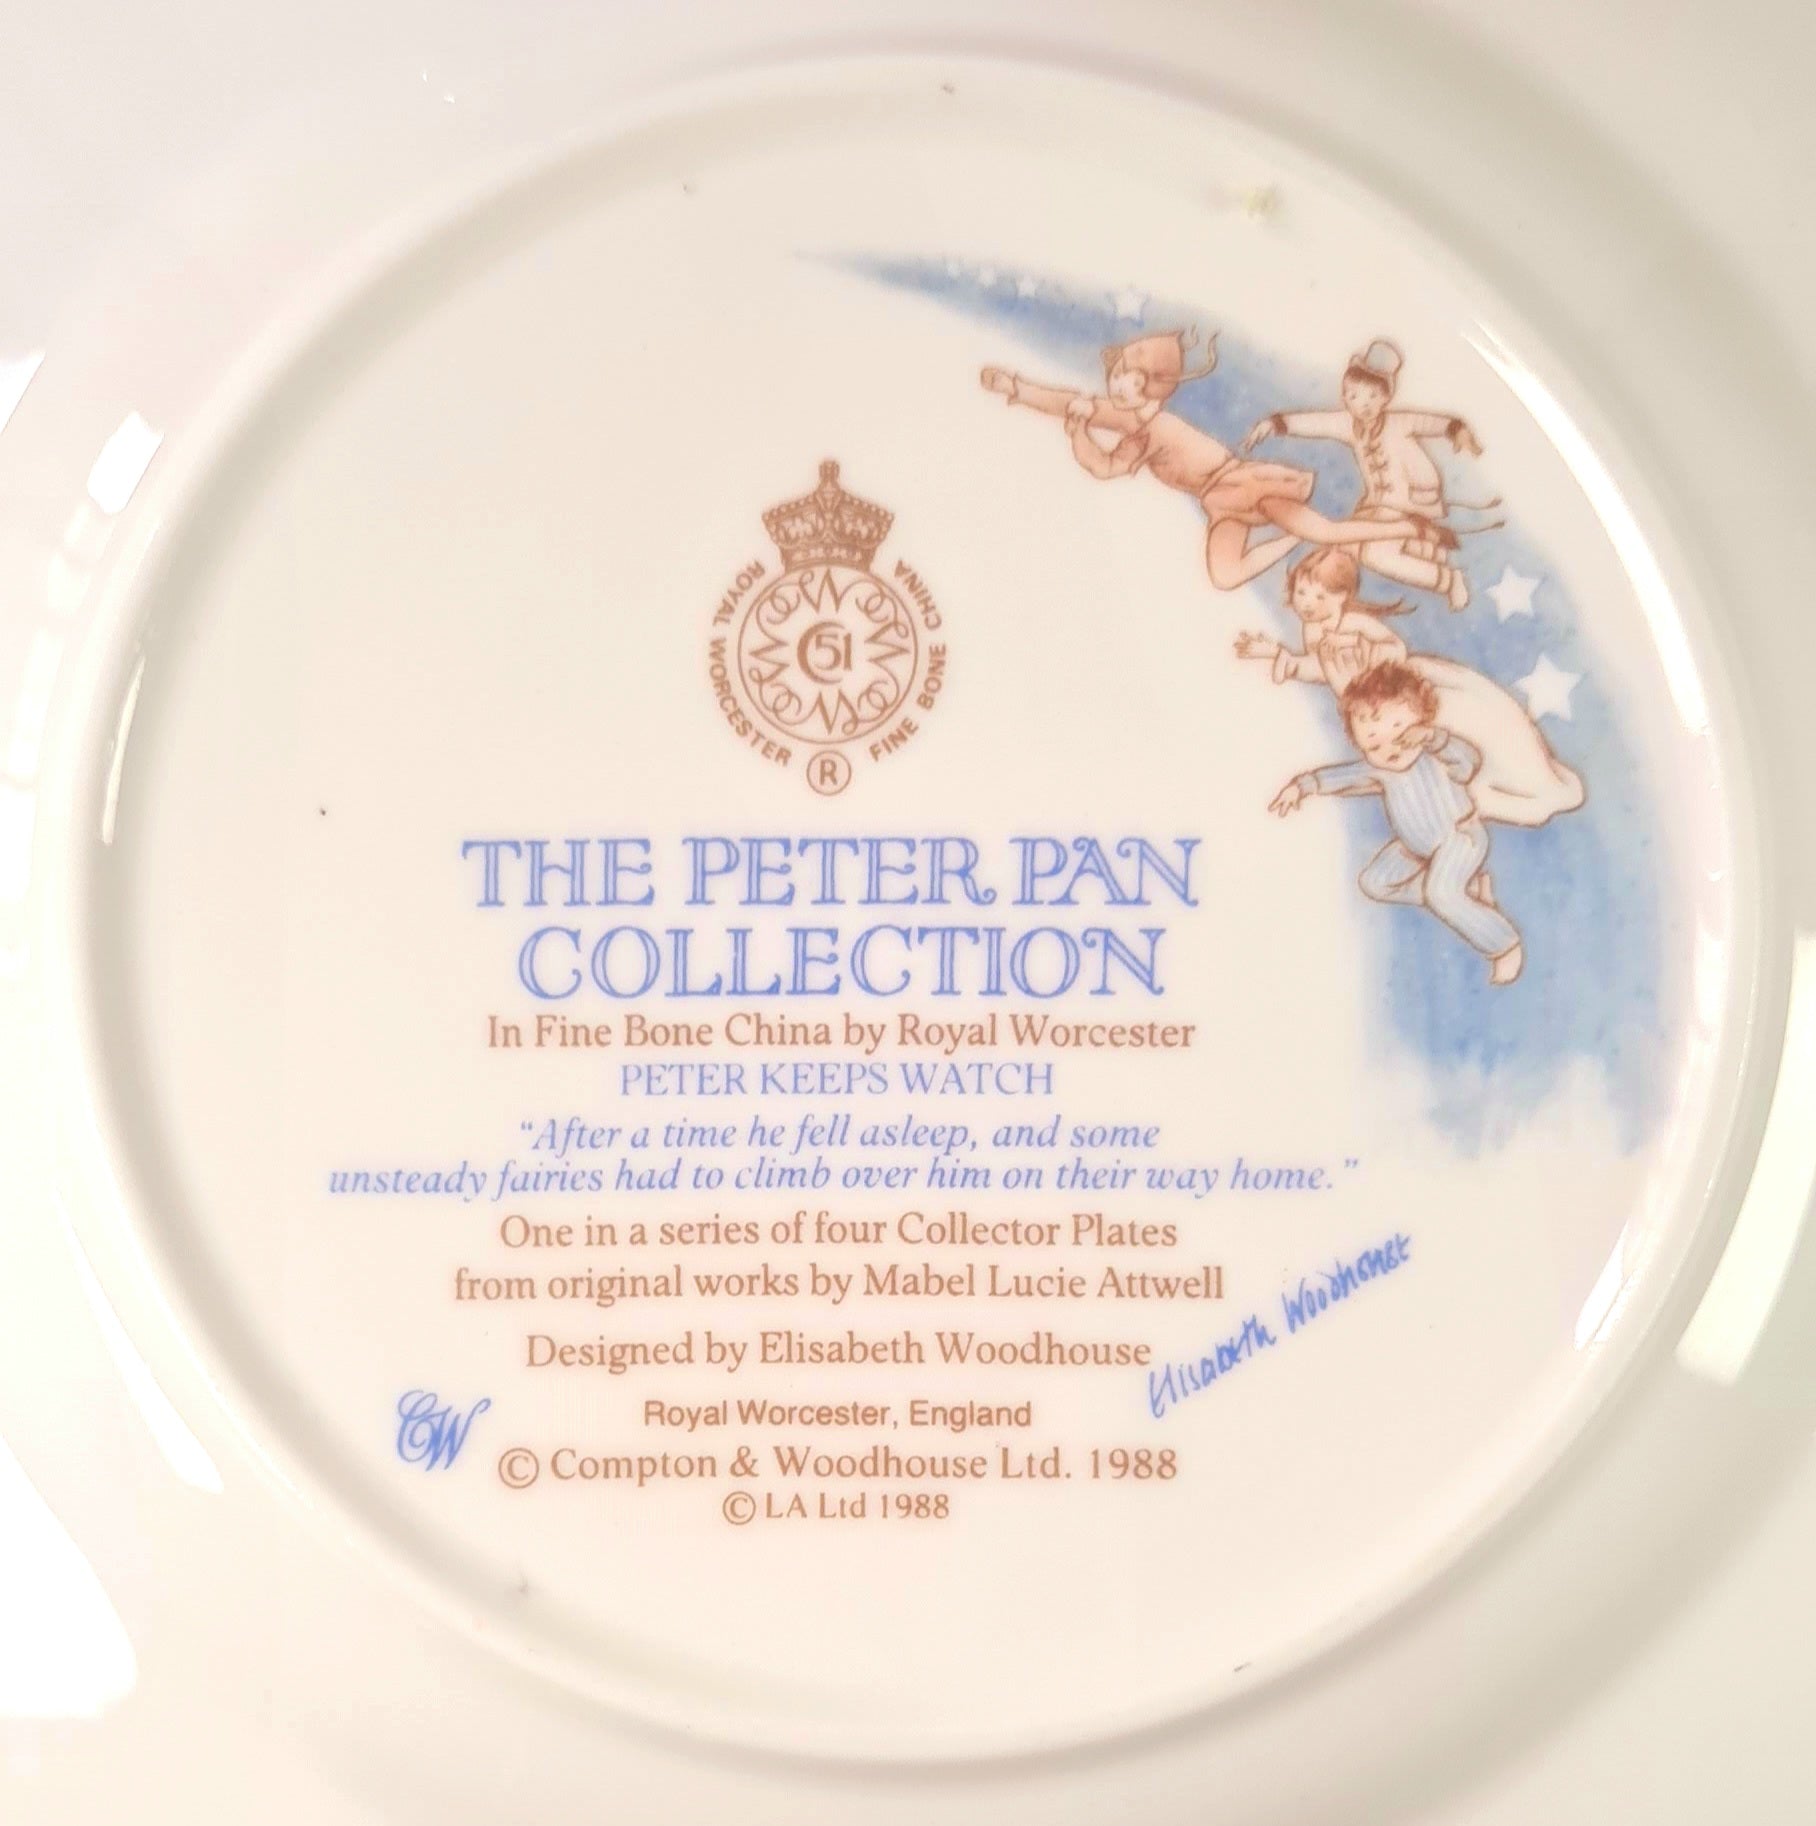 ROYAL WORCESTER FINE BONE CHINA
C51
®
THE PETER PAN
COLLECTION
In Fine Bone China by Royal Worcester
PETER KEEPS WATCH
“After a time he fell asleep, and some
unsteady fairies had to climb over him on their way home.”
One in a series of four Collector Plates
from original works by Mabel Lucie Attwell
Designed by Elisabeth Woodhouse
Elisabeth Woodhouse
CW
Royal Worcester, England
© Compton & Woodhouse Ltd. 1988
© LA Ltd 1988